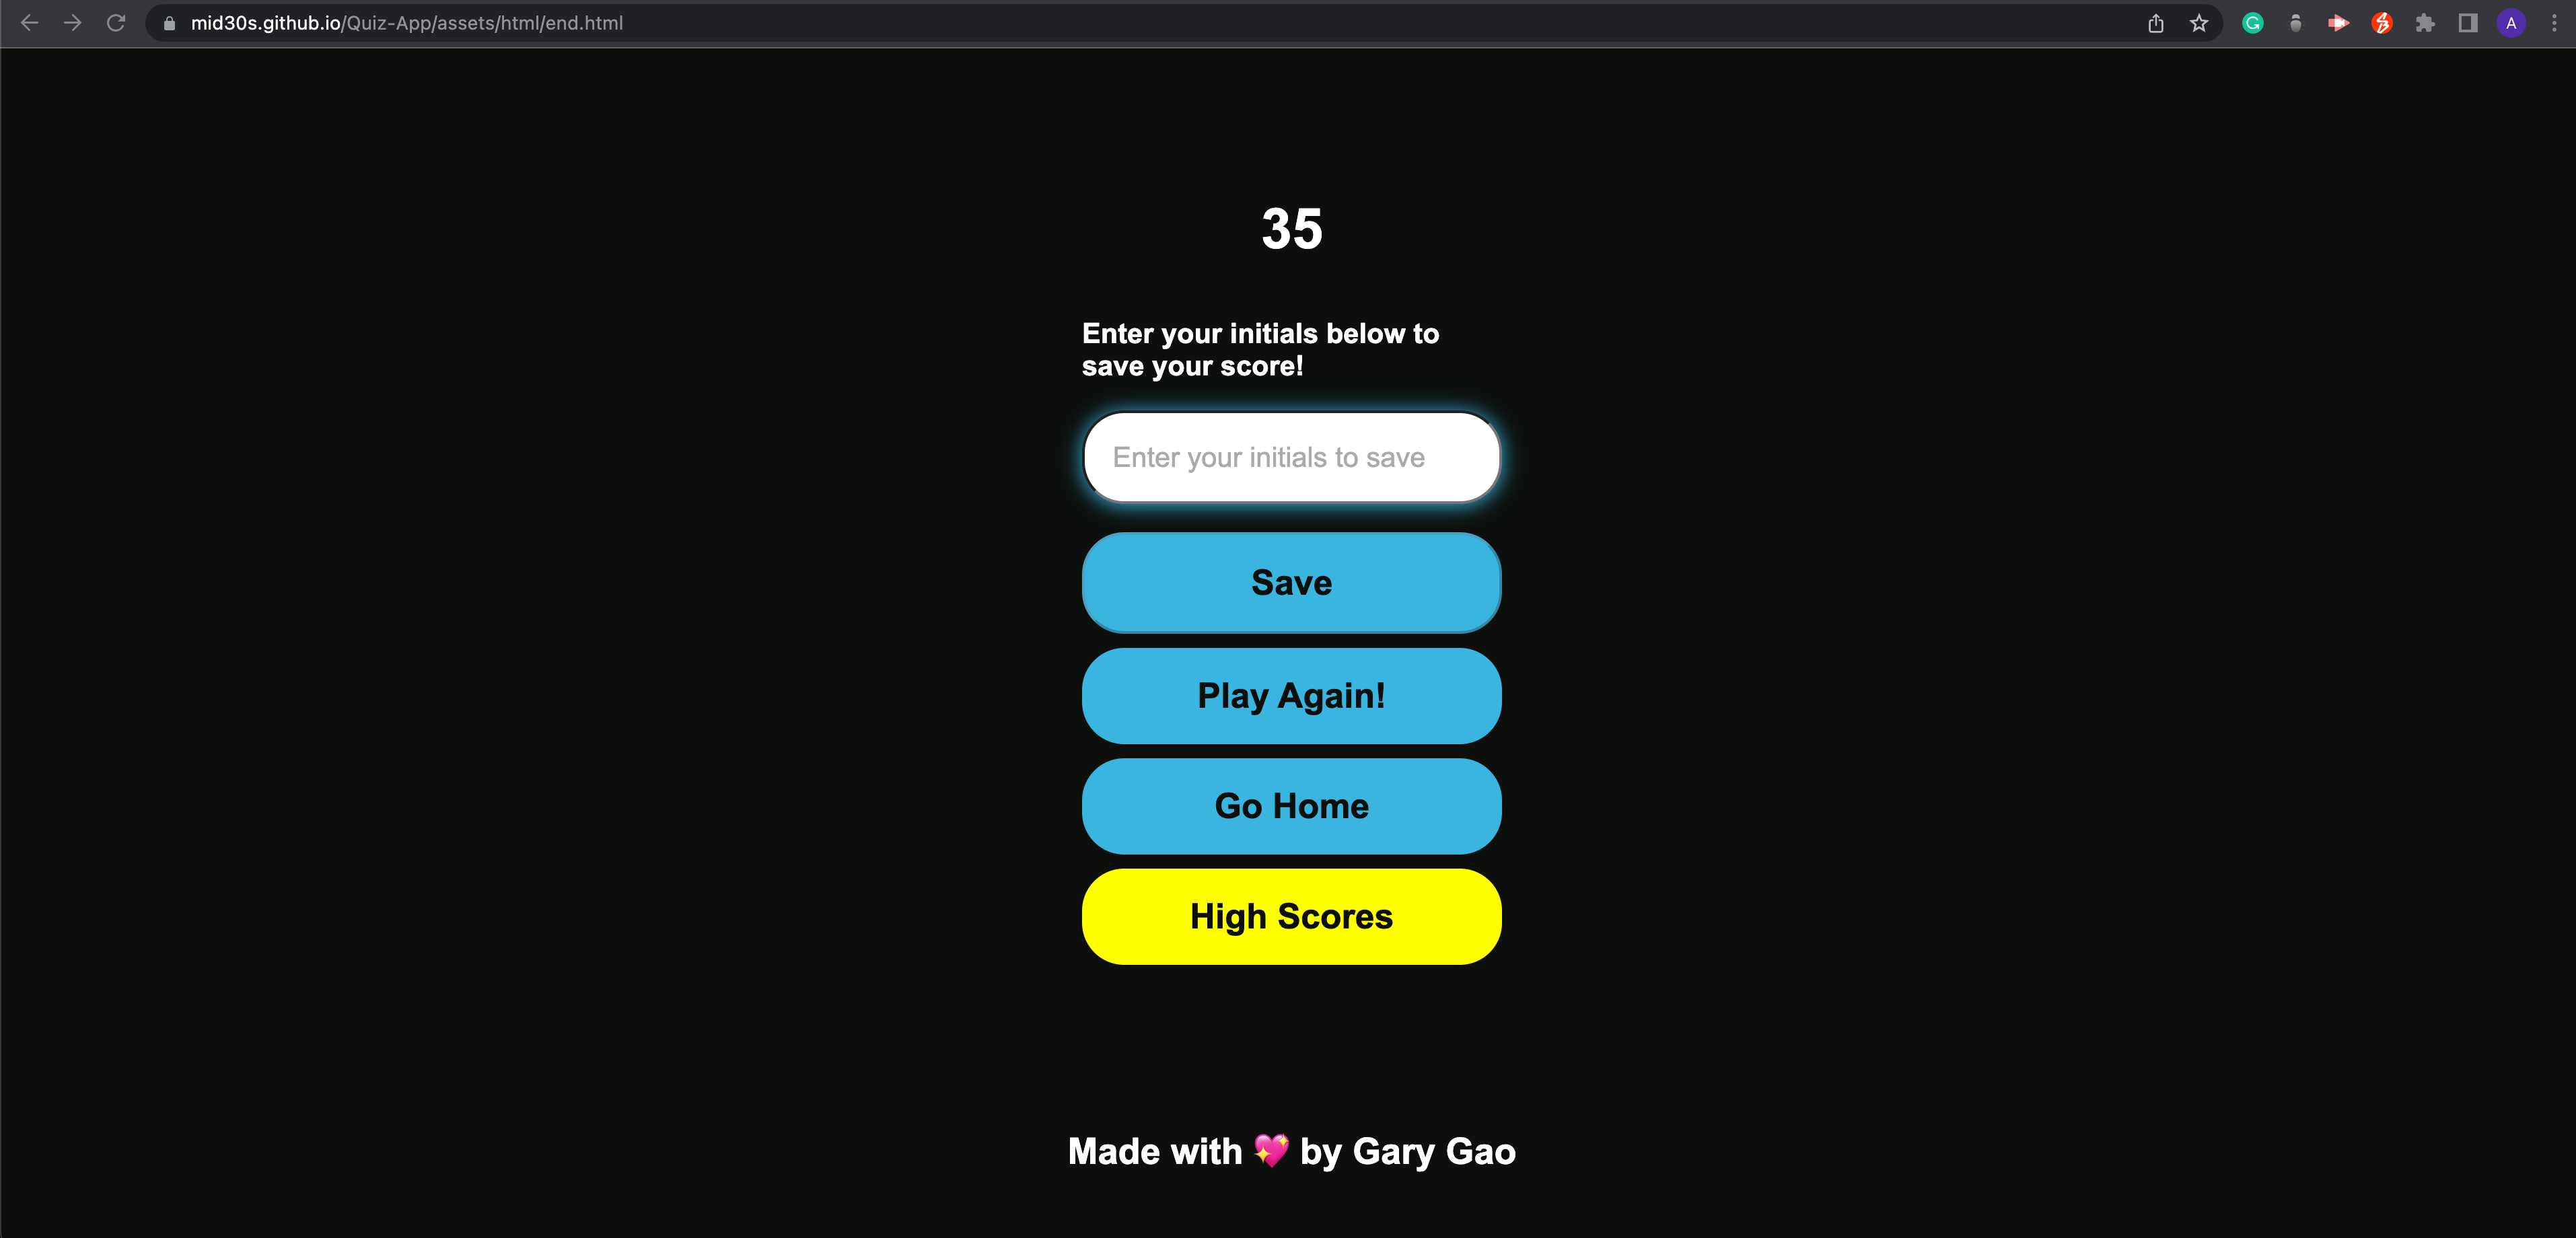 mid30s.github.io/Quiz-App/assets/html/end.html
A
35
Enter your initials below to
save your score!
Enter your initials to save
Save
Play Again!
Go Home
High Scores
Made with 💖 by Gary Gao